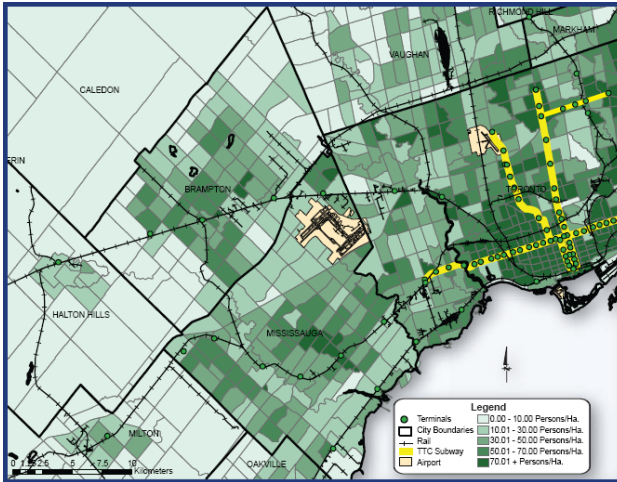 RICHMOND HILL
MARKHAM
VAUGHAN
CALEDON
ERIN
BRAMPTON
TORONTO
HALTON HILLS
MISSISSAUGA
MILTON
OAKVILLE
0 1.25 2.5 5 7.5 10
Kilometers
Legend
Terminals
City Boundaries
Rail
TTC Subway
Airport
0.00 - 10.00 Persons/Ha.
10.01 - 30.00 Persons/Ha.
30.01 - 50.00 Persons/Ha.
50.01 - 70.00 Persons/Ha.
70.01 + Persons/Ha.